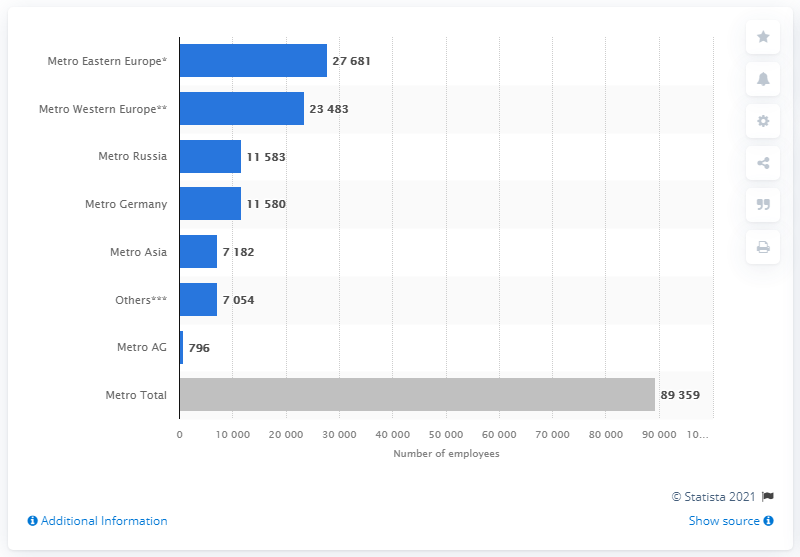 Metro Eastern Europe* 27 681
Metro Western Europe** 23 483
Metro Russia 11 583
Metro Germany 11 580
Metro Asia 7 182
Others*** 7 054
Metro AG 796
Metro Total 89 359
0 10 000 20 000 30 000 40 000 50 000 60 000 70 000 80 000 90 000 10...
Number of employees
© Statista 2021
Additional Information Show source